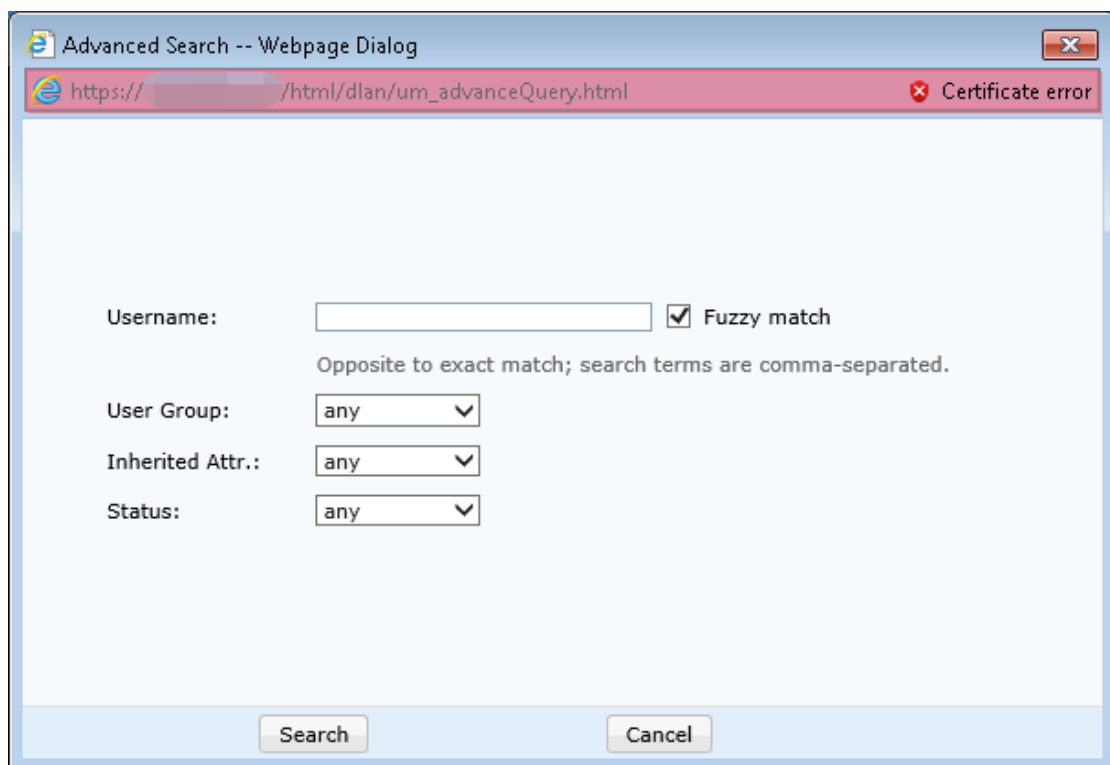 Advanced Search -- Webpage Dialog
https:// /html/dlan/um_advanceQuery.html Certificate error
Username: Fuzzy match
Opposite to exact match; search terms are comma-separated.
User Group: any
Inherited Attr.: any
Status: any
Search Cancel